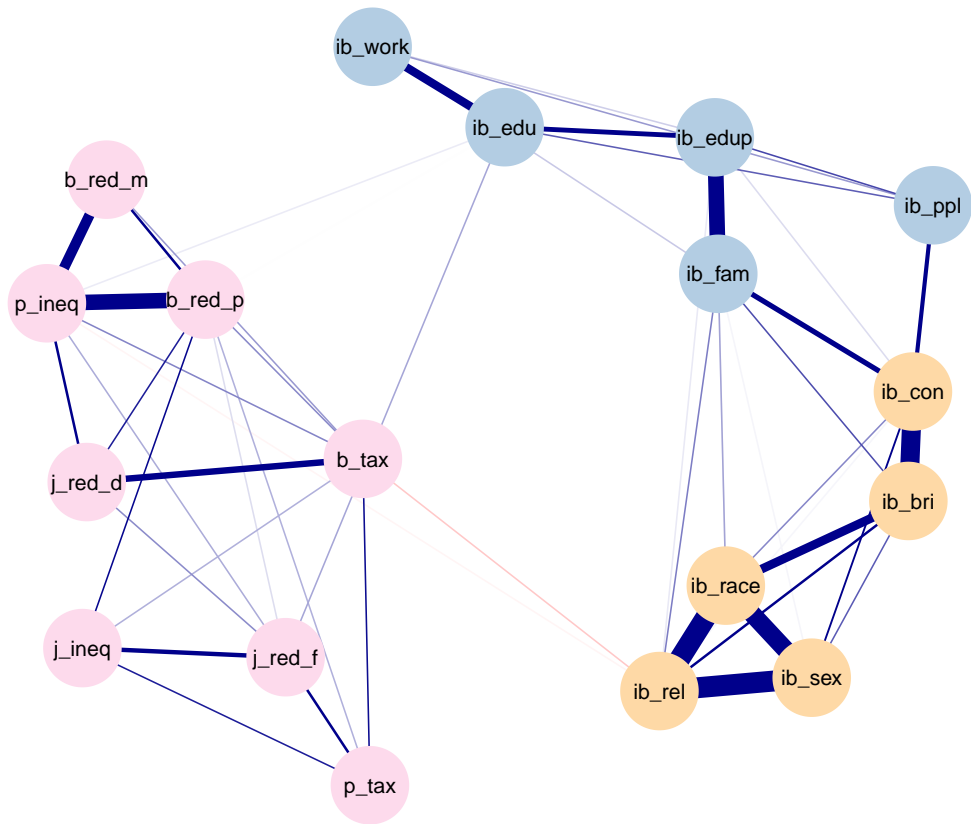 ib_work
ib_edu
ib_edup
b_red_m
ib_ppl
ib_fam
p_ineq
b_red_p
ib_con
b_tax
j_red_d
ib_bri
ib_race
j_ineq
j_red_f
ib_rel
ib_sex
p_tax